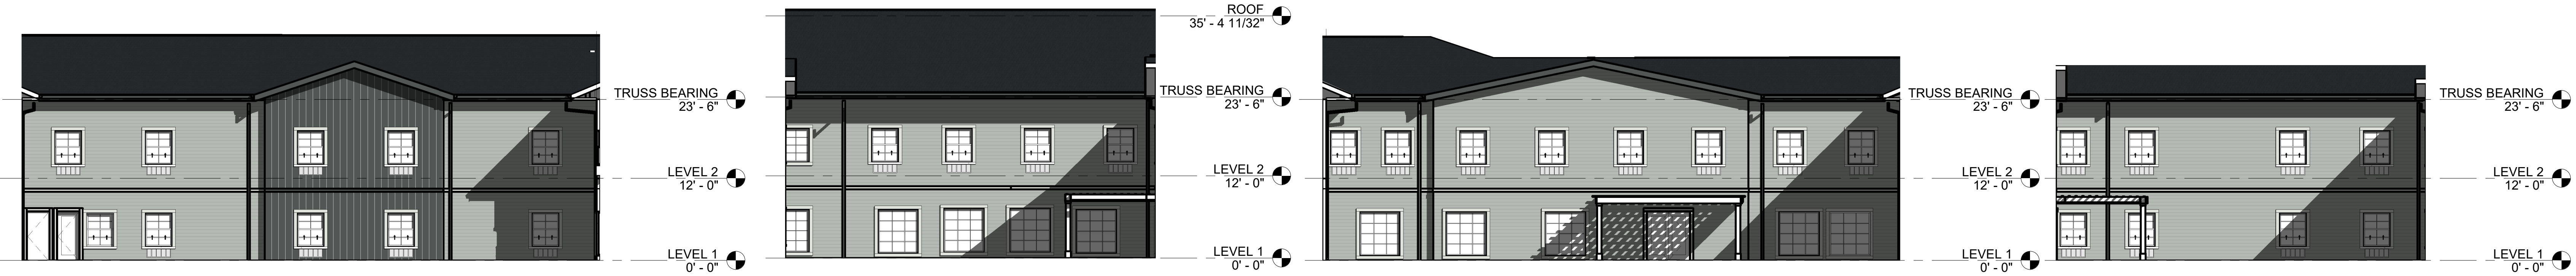 TRUSS BEARING
23' - 6"
LEVEL 2
12' - 0"
LEVEL 1
0' - 0"
ROOF
35' - 4 11/32"
TRUSS BEARING
23' - 6"
LEVEL 2
12' - 0"
LEVEL 1
0' - 0"
TRUSS BEARING
23' - 6"
LEVEL 2
12' - 0"
LEVEL 1
0' - 0"
TRUSS BEARING
23' - 6"
LEVEL 2
12' - 0"
LEVEL 1
0' - 0"